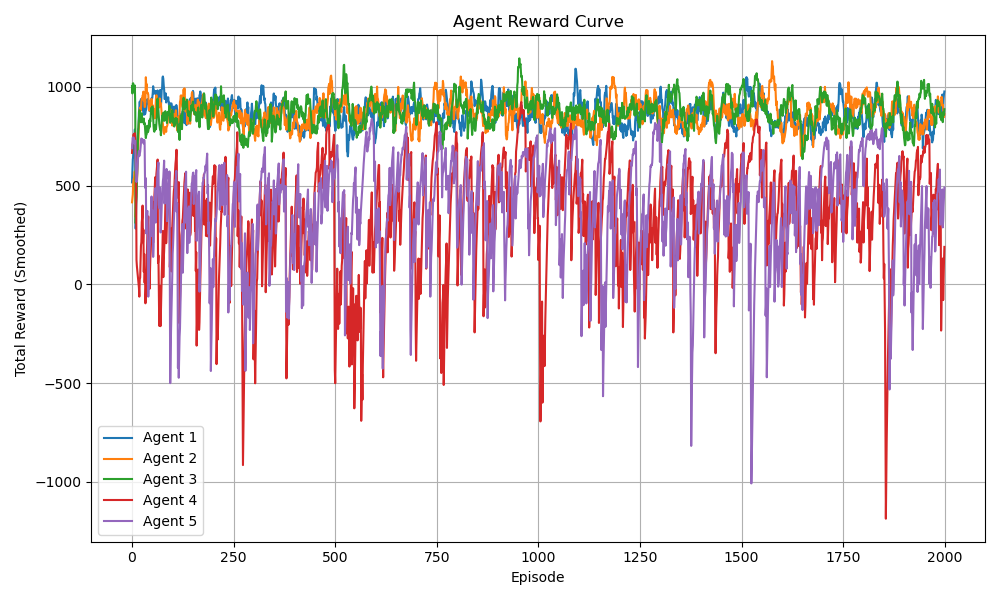 Agent Reward Curve
Total Reward (Smoothed)
1000
500
0
−500
−1000
Agent 1
Agent 2
Agent 3
Agent 4
Agent 5
0 250 500 750 1000 1250 1500 1750 2000
Episode